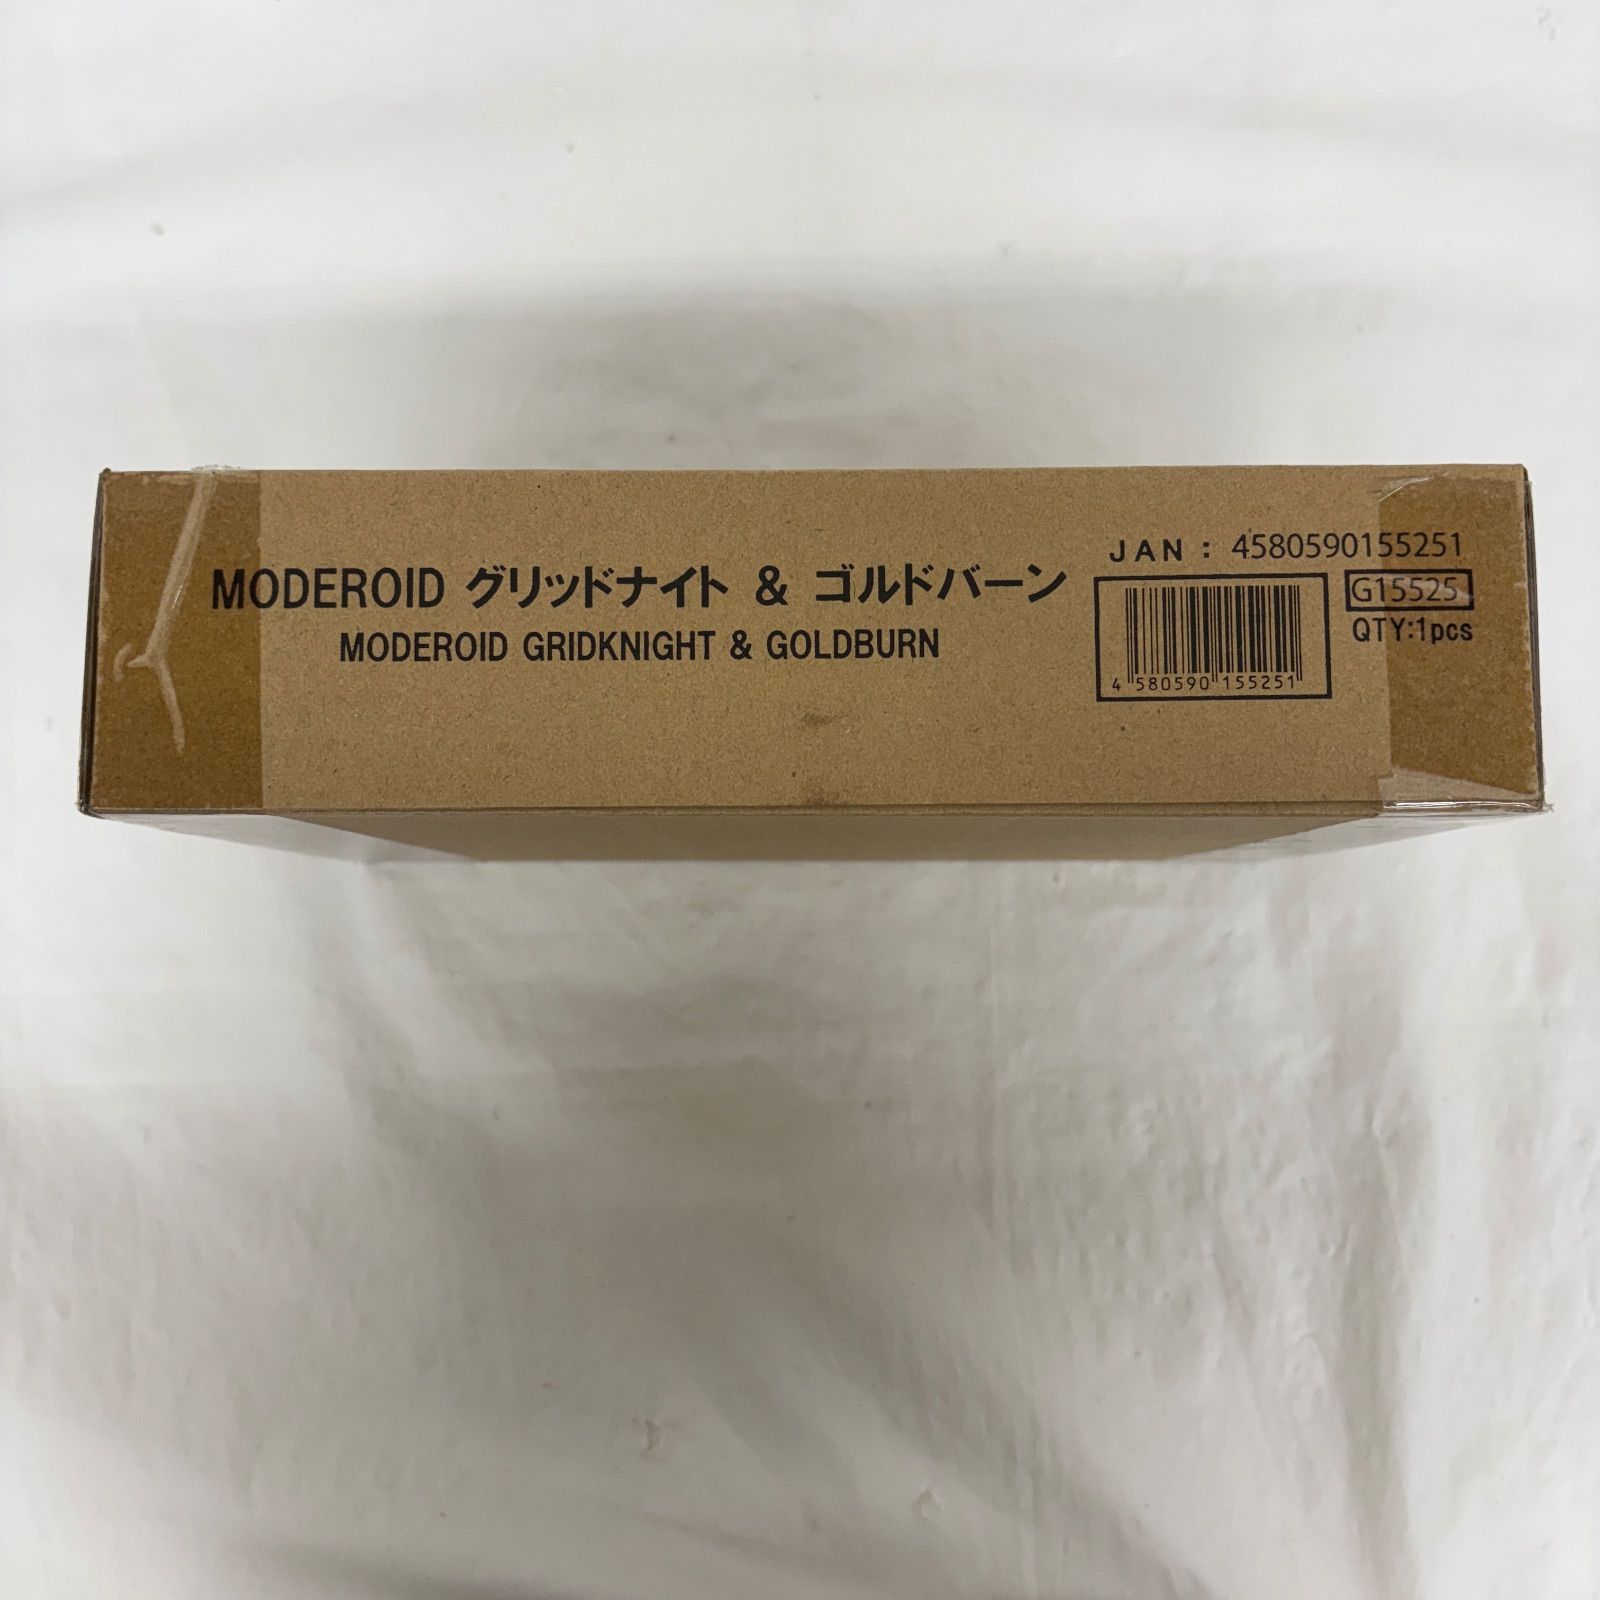 MODEROID グリッドナイト & ゴルドバーン
MODEROID GRIDKNIGHT & GOLDBURN
JAN : 4580590155251
4 580590 155251
G15525
QTY:1pcs